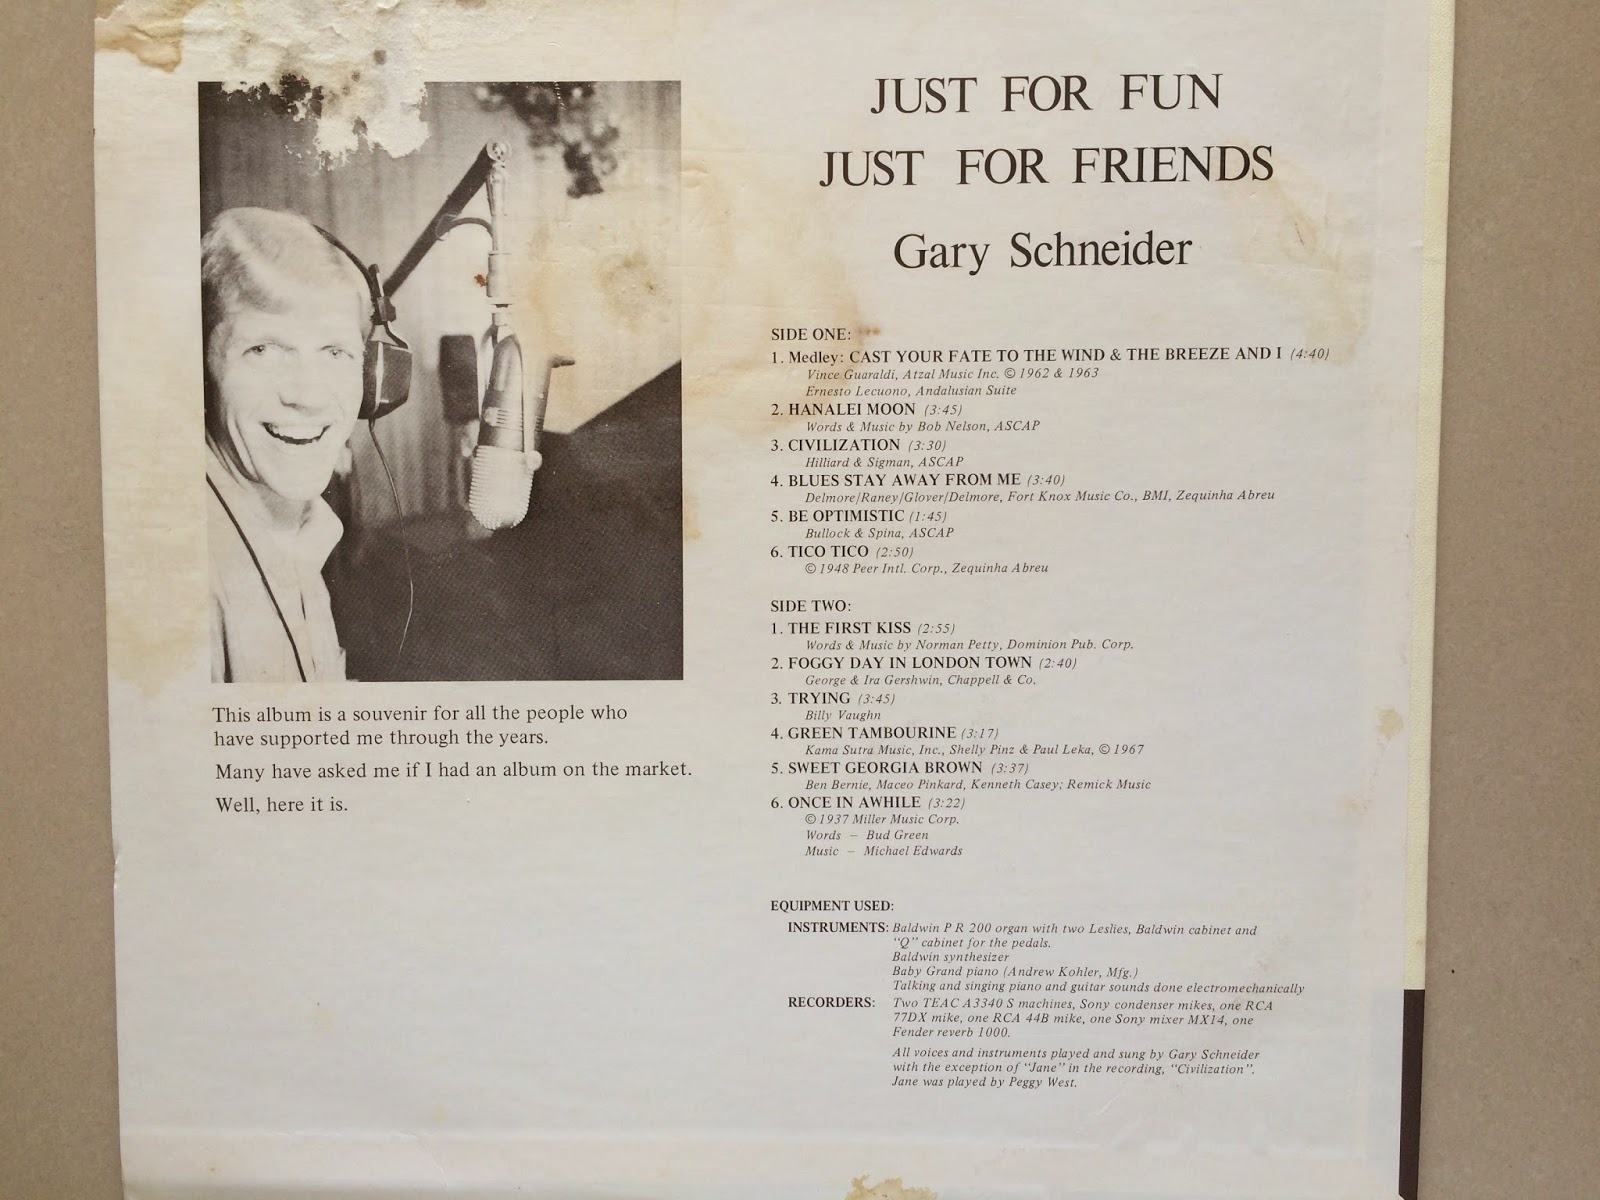 JUST FOR FUN
JUST FOR FRIENDS
Gary Schneider
SIDE ONE:
1. Medley: CAST YOUR FATE TO THE WIND & THE BREEZE AND I (4:40)
Vince Guaraldi, Atzal Music Inc. © 1962 & 1963
Ernesto Lecuono, Andalusian Suite
2. HANALEI MOON (3:45)
Words & Music by Bob Nelson, ASCAP
3. CIVILIZATION (3:30)
Hilliard & Sigman, ASCAP
4. BLUES STAY AWAY FROM ME (3:40)
Delmore/Raney/Glover/Delmore, Fort Knox Music Co., BMI, Zequinha Abreu
5. BE OPTIMISTIC (1:45)
Bullock & Spina, ASCAP
6. TICO TICO (2:50)
© 1948 Peer Intl. Corp., Zequinha Abreu
SIDE TWO:
1. THE FIRST KISS (2:55)
Words & Music by Norman Petty, Dominion Pub. Corp.
2. FOGGY DAY IN LONDON TOWN (2:40)
George & Ira Gershwin, Chappell & Co.
3. TRYING (3:45)
Billy Vaughn
4. GREEN TAMBOURINE (3:17)
Kama Sutra Music, Inc., Shelly Pinz & Paul Leka, © 1967
5. SWEET GEORGIA BROWN (3:37)
Ben Bernie, Maceo Pinkard, Kenneth Casey; Remick Music
6. ONCE IN AWHILE (3:22)
© 1937 Miller Music Corp.
Words – Bud Green
Music – Michael Edwards
This album is a souvenir for all the people who
have supported me through the years.
Many have asked me if I had an album on the market.
Well, here it is.
EQUIPMENT USED:
INSTRUMENTS: Baldwin P R 200 organ with two Leslies, Baldwin cabinet and
"Q" cabinet for the pedals.
Baldwin synthesizer
Baby Grand piano (Andrew Kohler, Mfg.)
Talking and singing piano and guitar sounds done electromechanically
RECORDERS: Two TEAC A3340 S machines, Sony condenser mikes, one RCA
77DX mike, one RCA 44B mike, one Sony mixer MX14, one
Fender reverb 1000.
All voices and instruments played and sung by Gary Schneider
with the exception of "Jane" in the recording, "Civilization".
Jane was played by Peggy West.